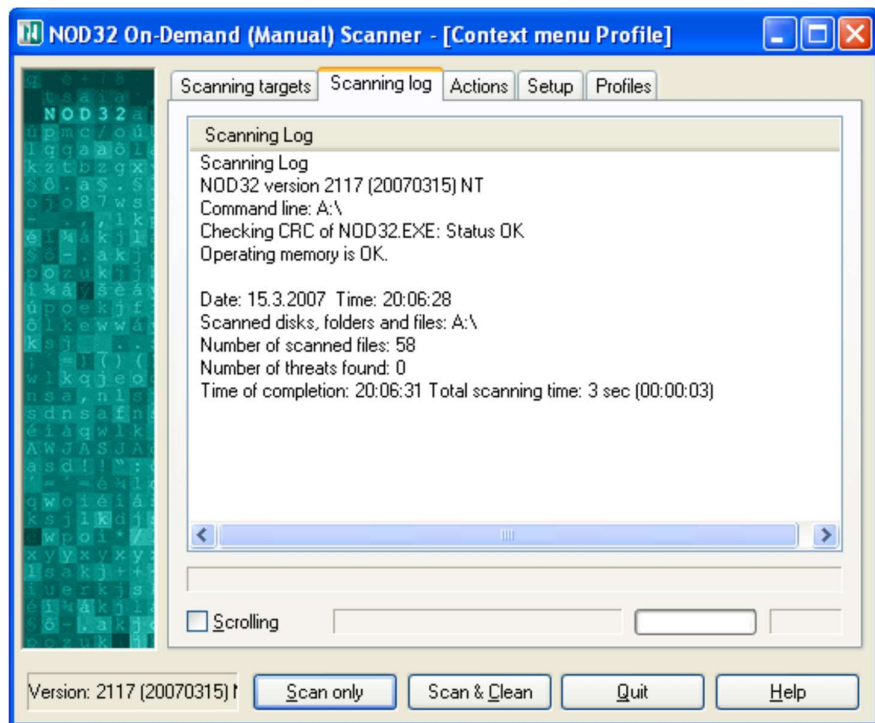 NOD32 On-Demand (Manual) Scanner - [Context menu Profile]
NOD32
Scanning targets
Scanning log
Actions
Setup
Profiles
Scanning Log
Scanning Log
NOD32 version 2117 (20070315) NT
Command line: A:\
Checking CRC of NOD32.EXE: Status OK
Operating memory is OK.
Date: 15.3.2007  Time: 20:06:28
Scanned disks, folders and files: A:\
Number of scanned files: 58
Number of threats found: 0
Time of completion: 20:06:31 Total scanning time: 3 sec (00:00:03)
Scrolling
Version: 2117 (20070315)
Scan only
Scan & Clean
Quit
Help